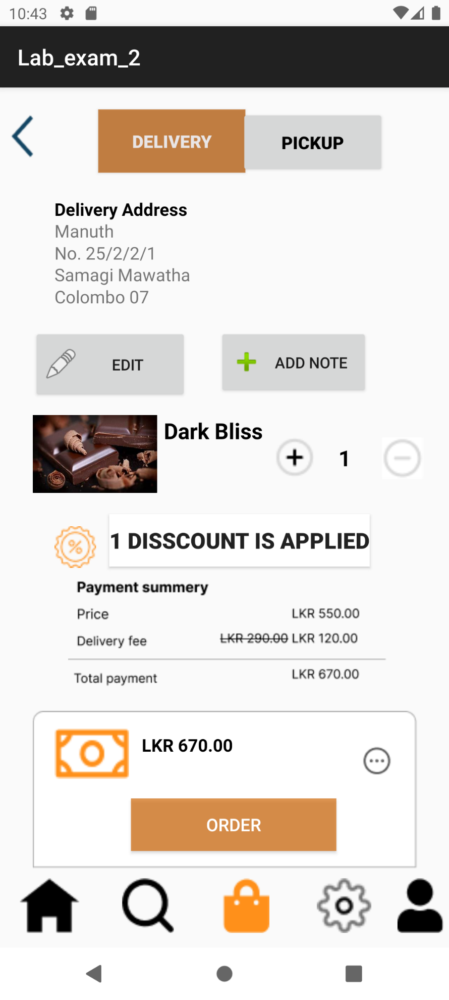 10:43
Lab_exam_2
DELIVERY
PICKUP
Delivery Address
Manuth
No. 25/2/2/1
Samagi Mawatha
Colombo 07
EDIT
ADD NOTE
Dark Bliss
1
1 DISSCOUNT IS APPLIED
Payment summery
Price LKR 550.00
Delivery fee LKR 290.00 LKR 120.00
Total payment LKR 670.00
LKR 670.00
ORDER